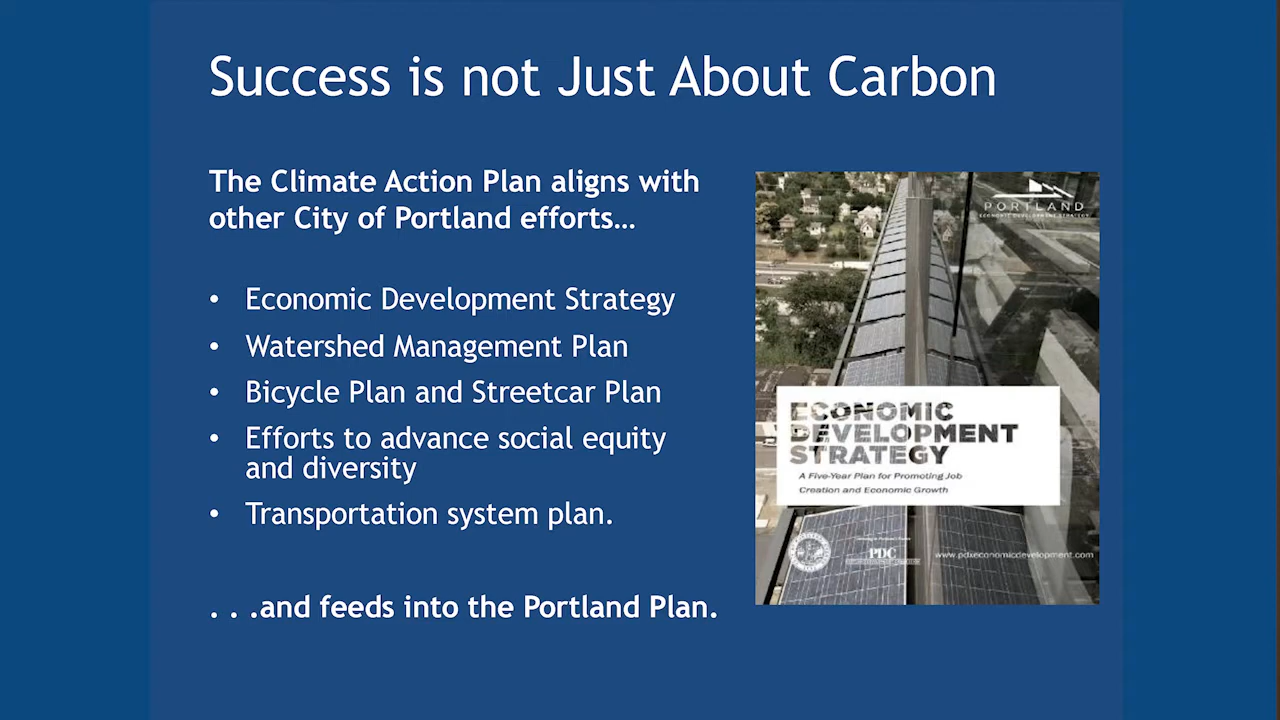 Success is not Just About Carbon
The Climate Action Plan aligns with
other City of Portland efforts…
• Economic Development Strategy
• Watershed Management Plan
• Bicycle Plan and Streetcar Plan
• Efforts to advance social equity
and diversity
• Transportation system plan.
. . .and feeds into the Portland Plan.
PORTLAND
ECONOMIC DEVELOPMENT STRATEGY
ECONOMIC
DEVELOPMENT
STRATEGY
A Five-Year Plan for Promoting Job
Creation and Economic Growth
PDC
www.pdxeconomicdevelopment.com